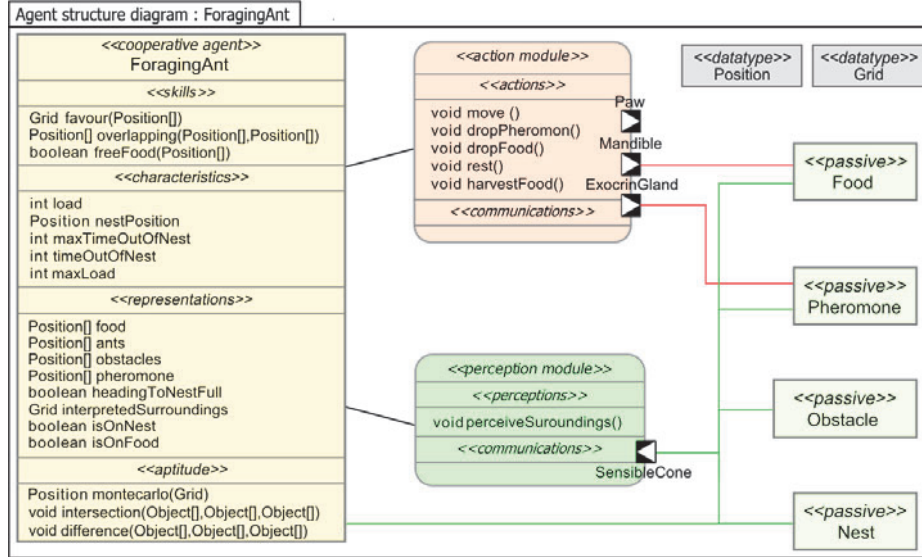 Agent structure diagram : ForagingAnt
<<cooperative agent>>
ForagingAnt
<<skills>>
Grid favour(Position[])
Position[] overlapping(Position[],Position[])
boolean freeFood(Position[])
<<characteristics>>
int load
Position nestPosition
int maxTimeOutOfNest
int timeOutOfNest
int maxLoad
<<representations>>
Position[] food
Position[] ants
Position[] obstacles
Position[] pheromone
boolean headingToNestFull
Grid interpretedSurroundings
boolean isOnNest
boolean isOnFood
<<aptitude>>
Position montecarlo(Grid)
void intersection(Object[],Object[],Object[])
void difference(Object[],Object[],Object[])
<<action module>>
<<actions>>
void move ()
void dropPheromon()
void dropFood()
void rest()
void harvestFood()
<<communications>>
Paw
Mandible
ExocrinGland
<<perception module>>
<<perceptions>>
void perceiveSuroundings()
<<communications>>
SensibleCone
<<datatype>>
Position
<<datatype>>
Grid
<<passive>>
Food
<<passive>>
Pheromone
<<passive>>
Obstacle
<<passive>>
Nest